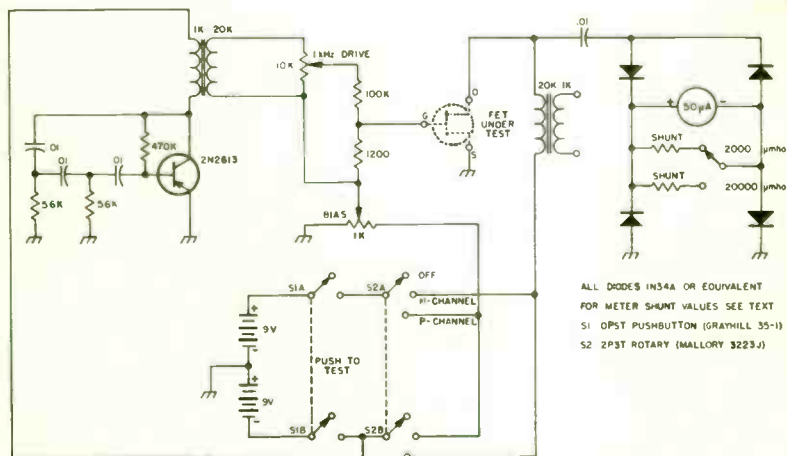 1K 20K
.01
1 kHz DRIVE
10K
20K 1K
D
100K
+ 50µA -
G
FET
UNDER
TEST
470K
.01
2N2613
S
SHUNT
2000 µmho
.01
.01
1200
SHUNT
20000 µmho
56K
56K
BIAS
1K
OFF
S1A
S2A
N-CHANNEL
P-CHANNEL
+
9V
-
PUSH TO
TEST
+
9V
-
S1B
S2B
ALL DIODES IN34A OR EQUIVALENT
FOR METER SHUNT VALUES SEE TEXT
S1 DPST PUSHBUTTON (GRAYHILL 35-1)
S2 2P3T ROTARY (MALLORY 3223J)